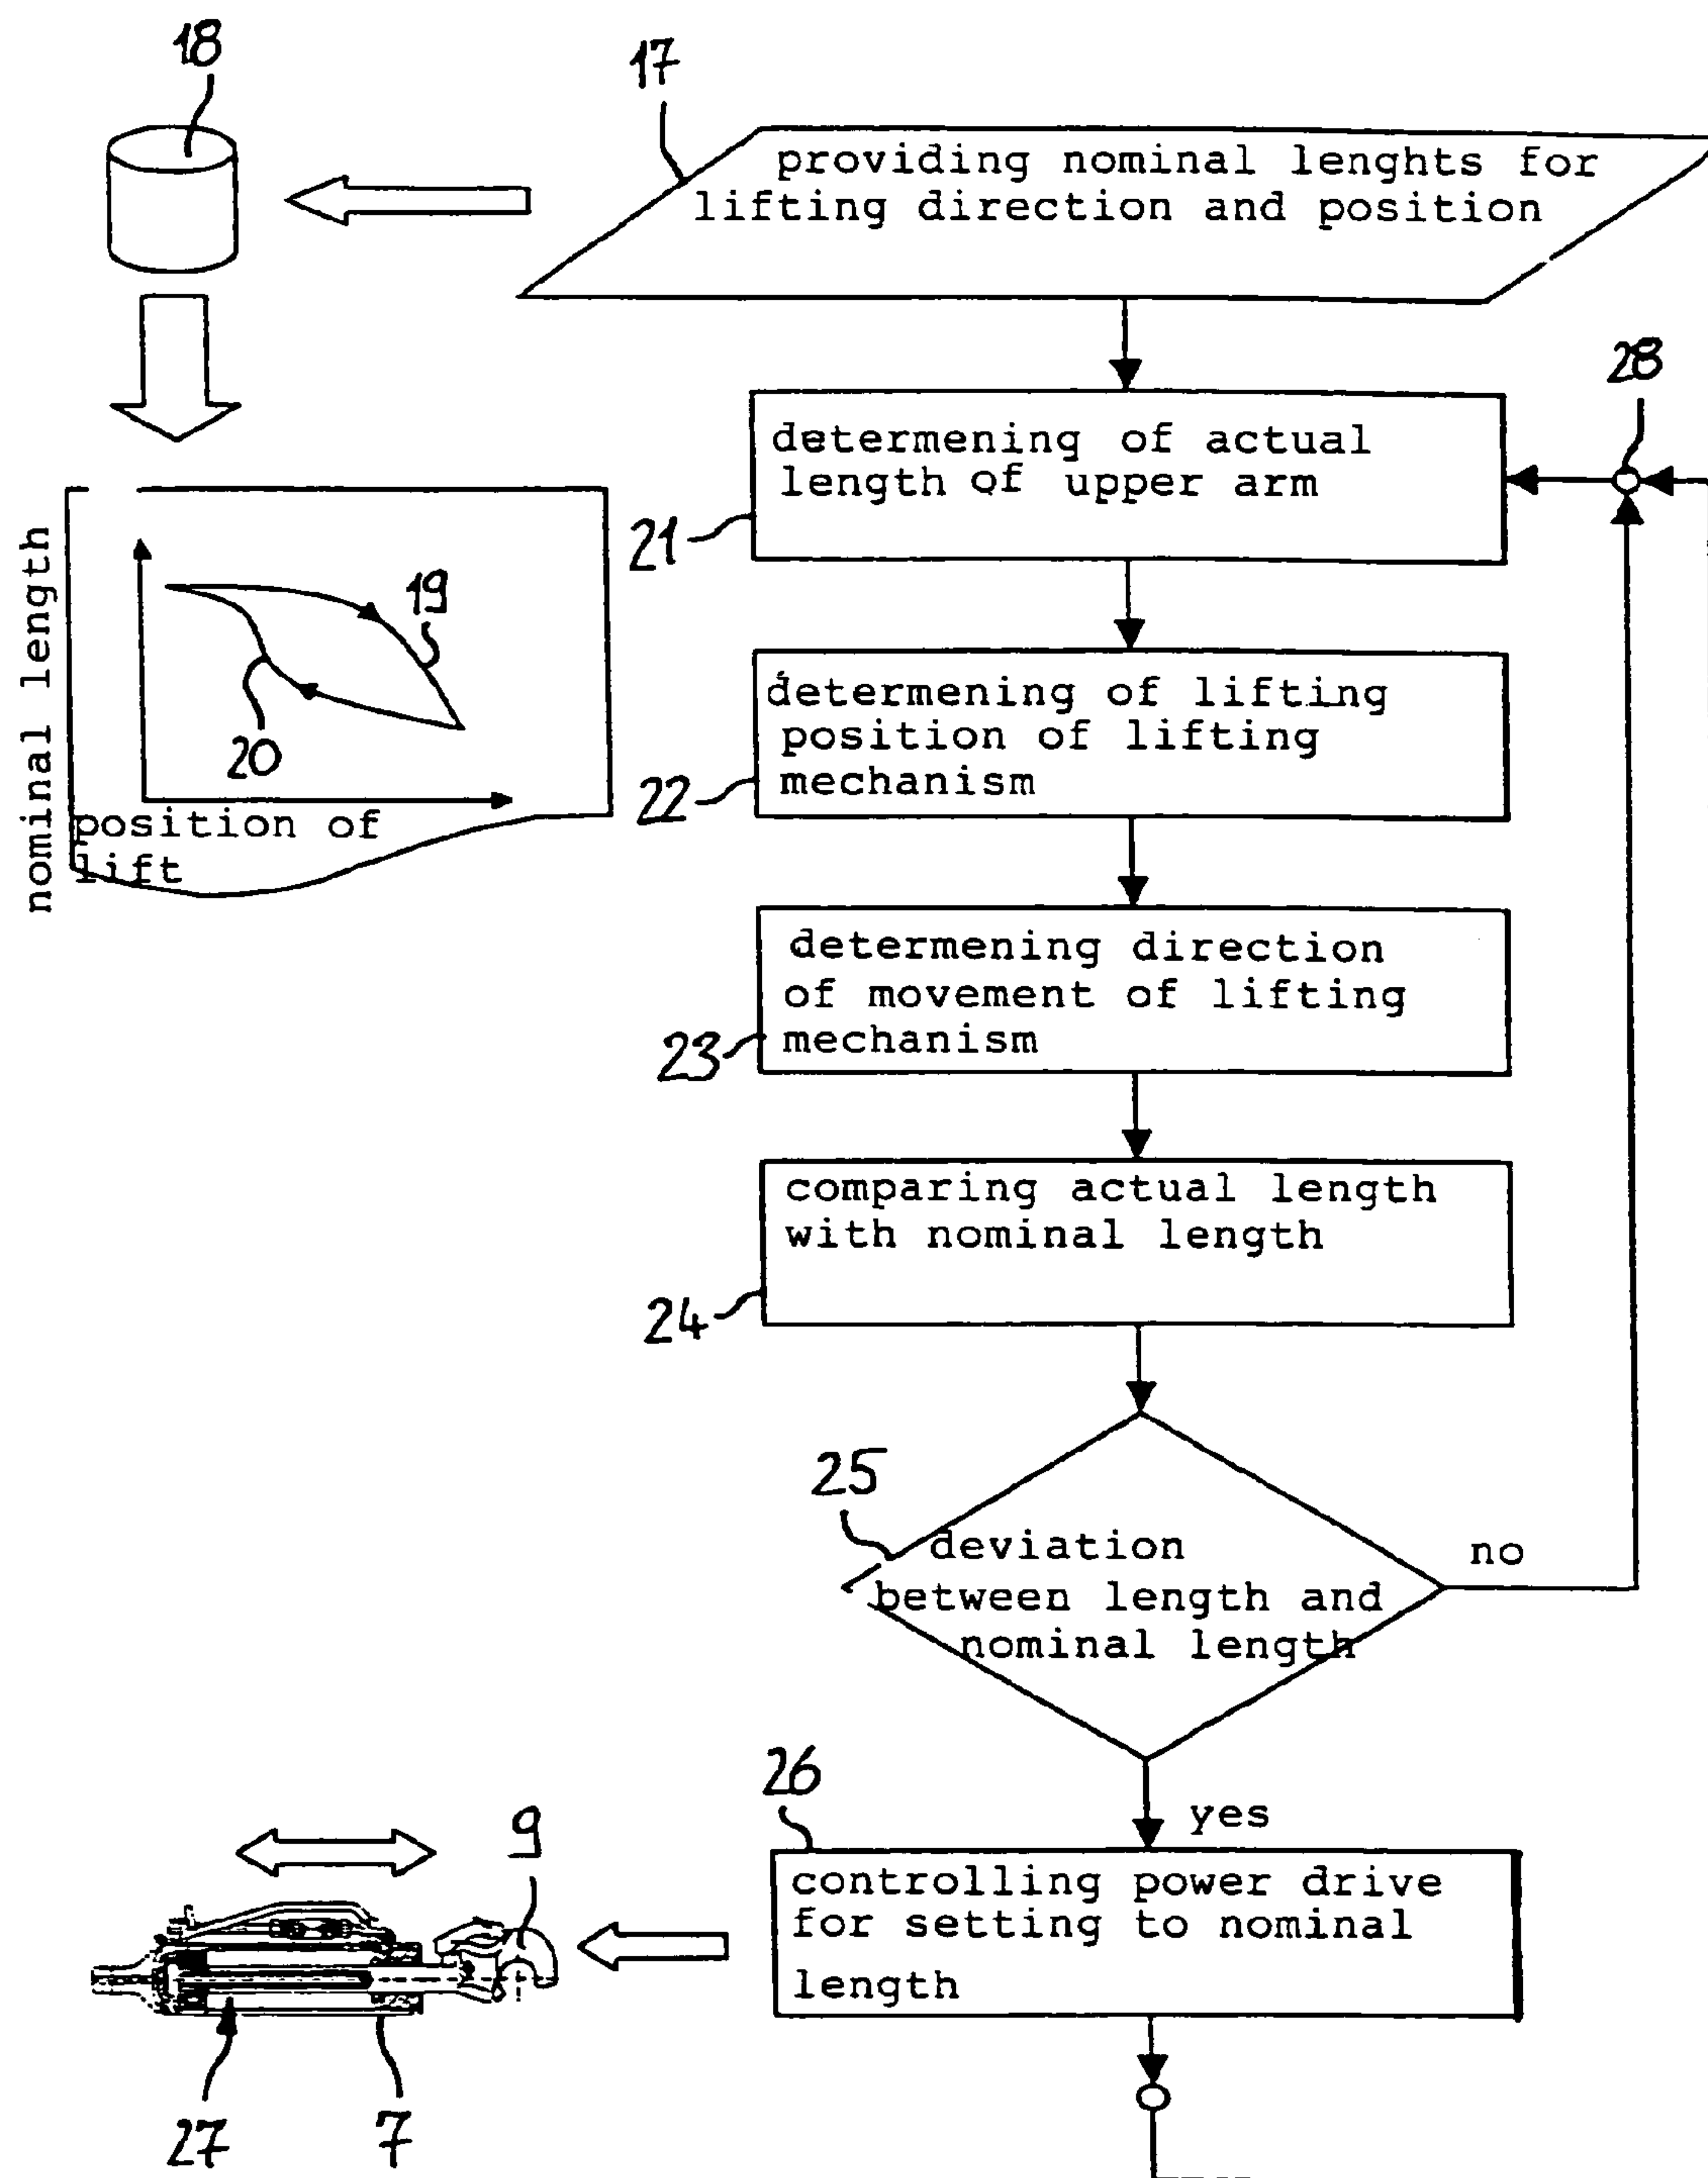 18
17
providing nominal lenghts for
lifting direction and position
28
determening of actual
length of upper arm
21
nominal length
19
20
position of
lift
determening of lifting
position of lifting
mechanism
22
determening direction
of movement of lifting
mechanism
23
comparing actual length
with nominal length
24
25
deviation
between length and
nominal length
no
yes
26
controlling power drive
for setting to nominal
length
9
27
7